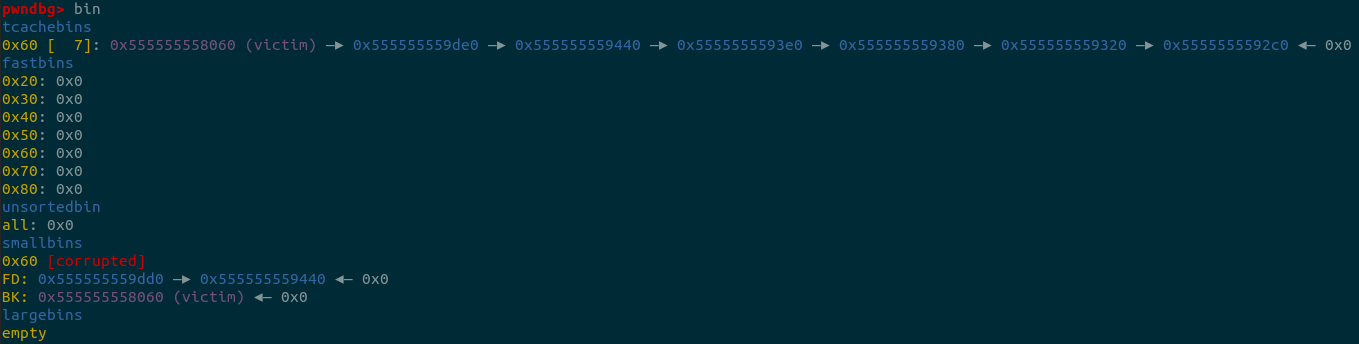 pwndbg> bin
tcachebins
0x60 [  7]: 0x555555558060 (victim) —▸ 0x555555559de0 —▸ 0x555555559440 —▸ 0x5555555593e0 —▸ 0x555555559380 —▸ 0x555555559320 —▸ 0x5555555592c0 ◂— 0x0
fastbins
0x20: 0x0
0x30: 0x0
0x40: 0x0
0x50: 0x0
0x60: 0x0
0x70: 0x0
0x80: 0x0
unsortedbin
all: 0x0
smallbins
0x60 [corrupted]
FD: 0x555555559dd0 —▸ 0x555555559440 ◂— 0x0
BK: 0x555555558060 (victim) ◂— 0x0
largebins
empty